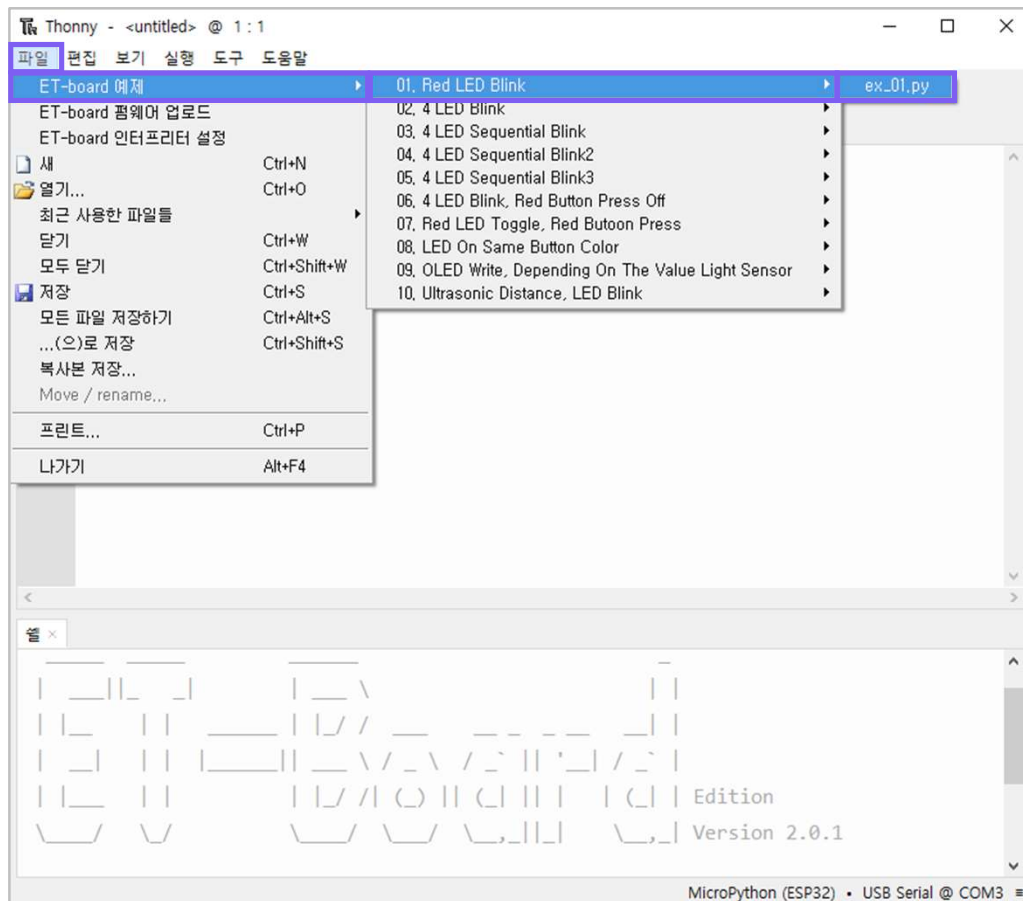 Thonny - <untitled> @ 1 : 1
파일 편집 보기 실행 도구 도움말
ET-board 예제
ET-board 펌웨어 업로드
ET-board 인터프리터 설정
새 Ctrl+N
열기... Ctrl+O
최근 사용한 파일들
닫기 Ctrl+W
모두 닫기 Ctrl+Shift+W
저장 Ctrl+S
모든 파일 저장하기 Ctrl+Alt+S
...(으)로 저장 Ctrl+Shift+S
복사본 저장...
Move / rename...
프린트... Ctrl+P
나가기 Alt+F4
01. Red LED Blink
02. 4 LED Blink
03. 4 LED Sequential Blink
04. 4 LED Sequential Blink2
05. 4 LED Sequential Blink3
06. 4 LED Blink, Red Button Press Off
07. Red LED Toggle, Red Butoon Press
08. LED On Same Button Color
09. OLED Write, Depending On The Value Light Sensor
10. Ultrasonic Distance, LED Blink
ex_01.py
쉘
ET-Board
Edition
Version 2.0.1
MicroPython (ESP32) • USB Serial @ COM3 ≡